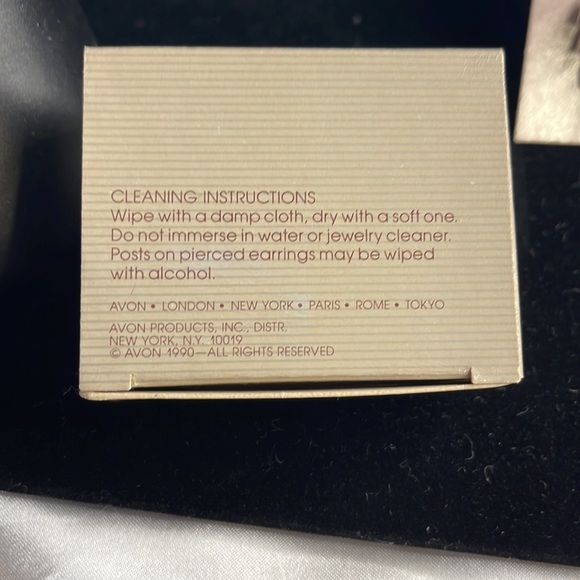 CLEANING INSTRUCTIONS
Wipe with a damp cloth, dry with a soft one.
Do not immerse in water or jewelry cleaner.
Posts on pierced earrings may be wiped
with alcohol.
AVON • LONDON • NEW YORK • PARIS • ROME • TOKYO
AVON PRODUCTS, INC., DISTR.
NEW YORK, N.Y. 10019
© AVON 1990—ALL RIGHTS RESERVED